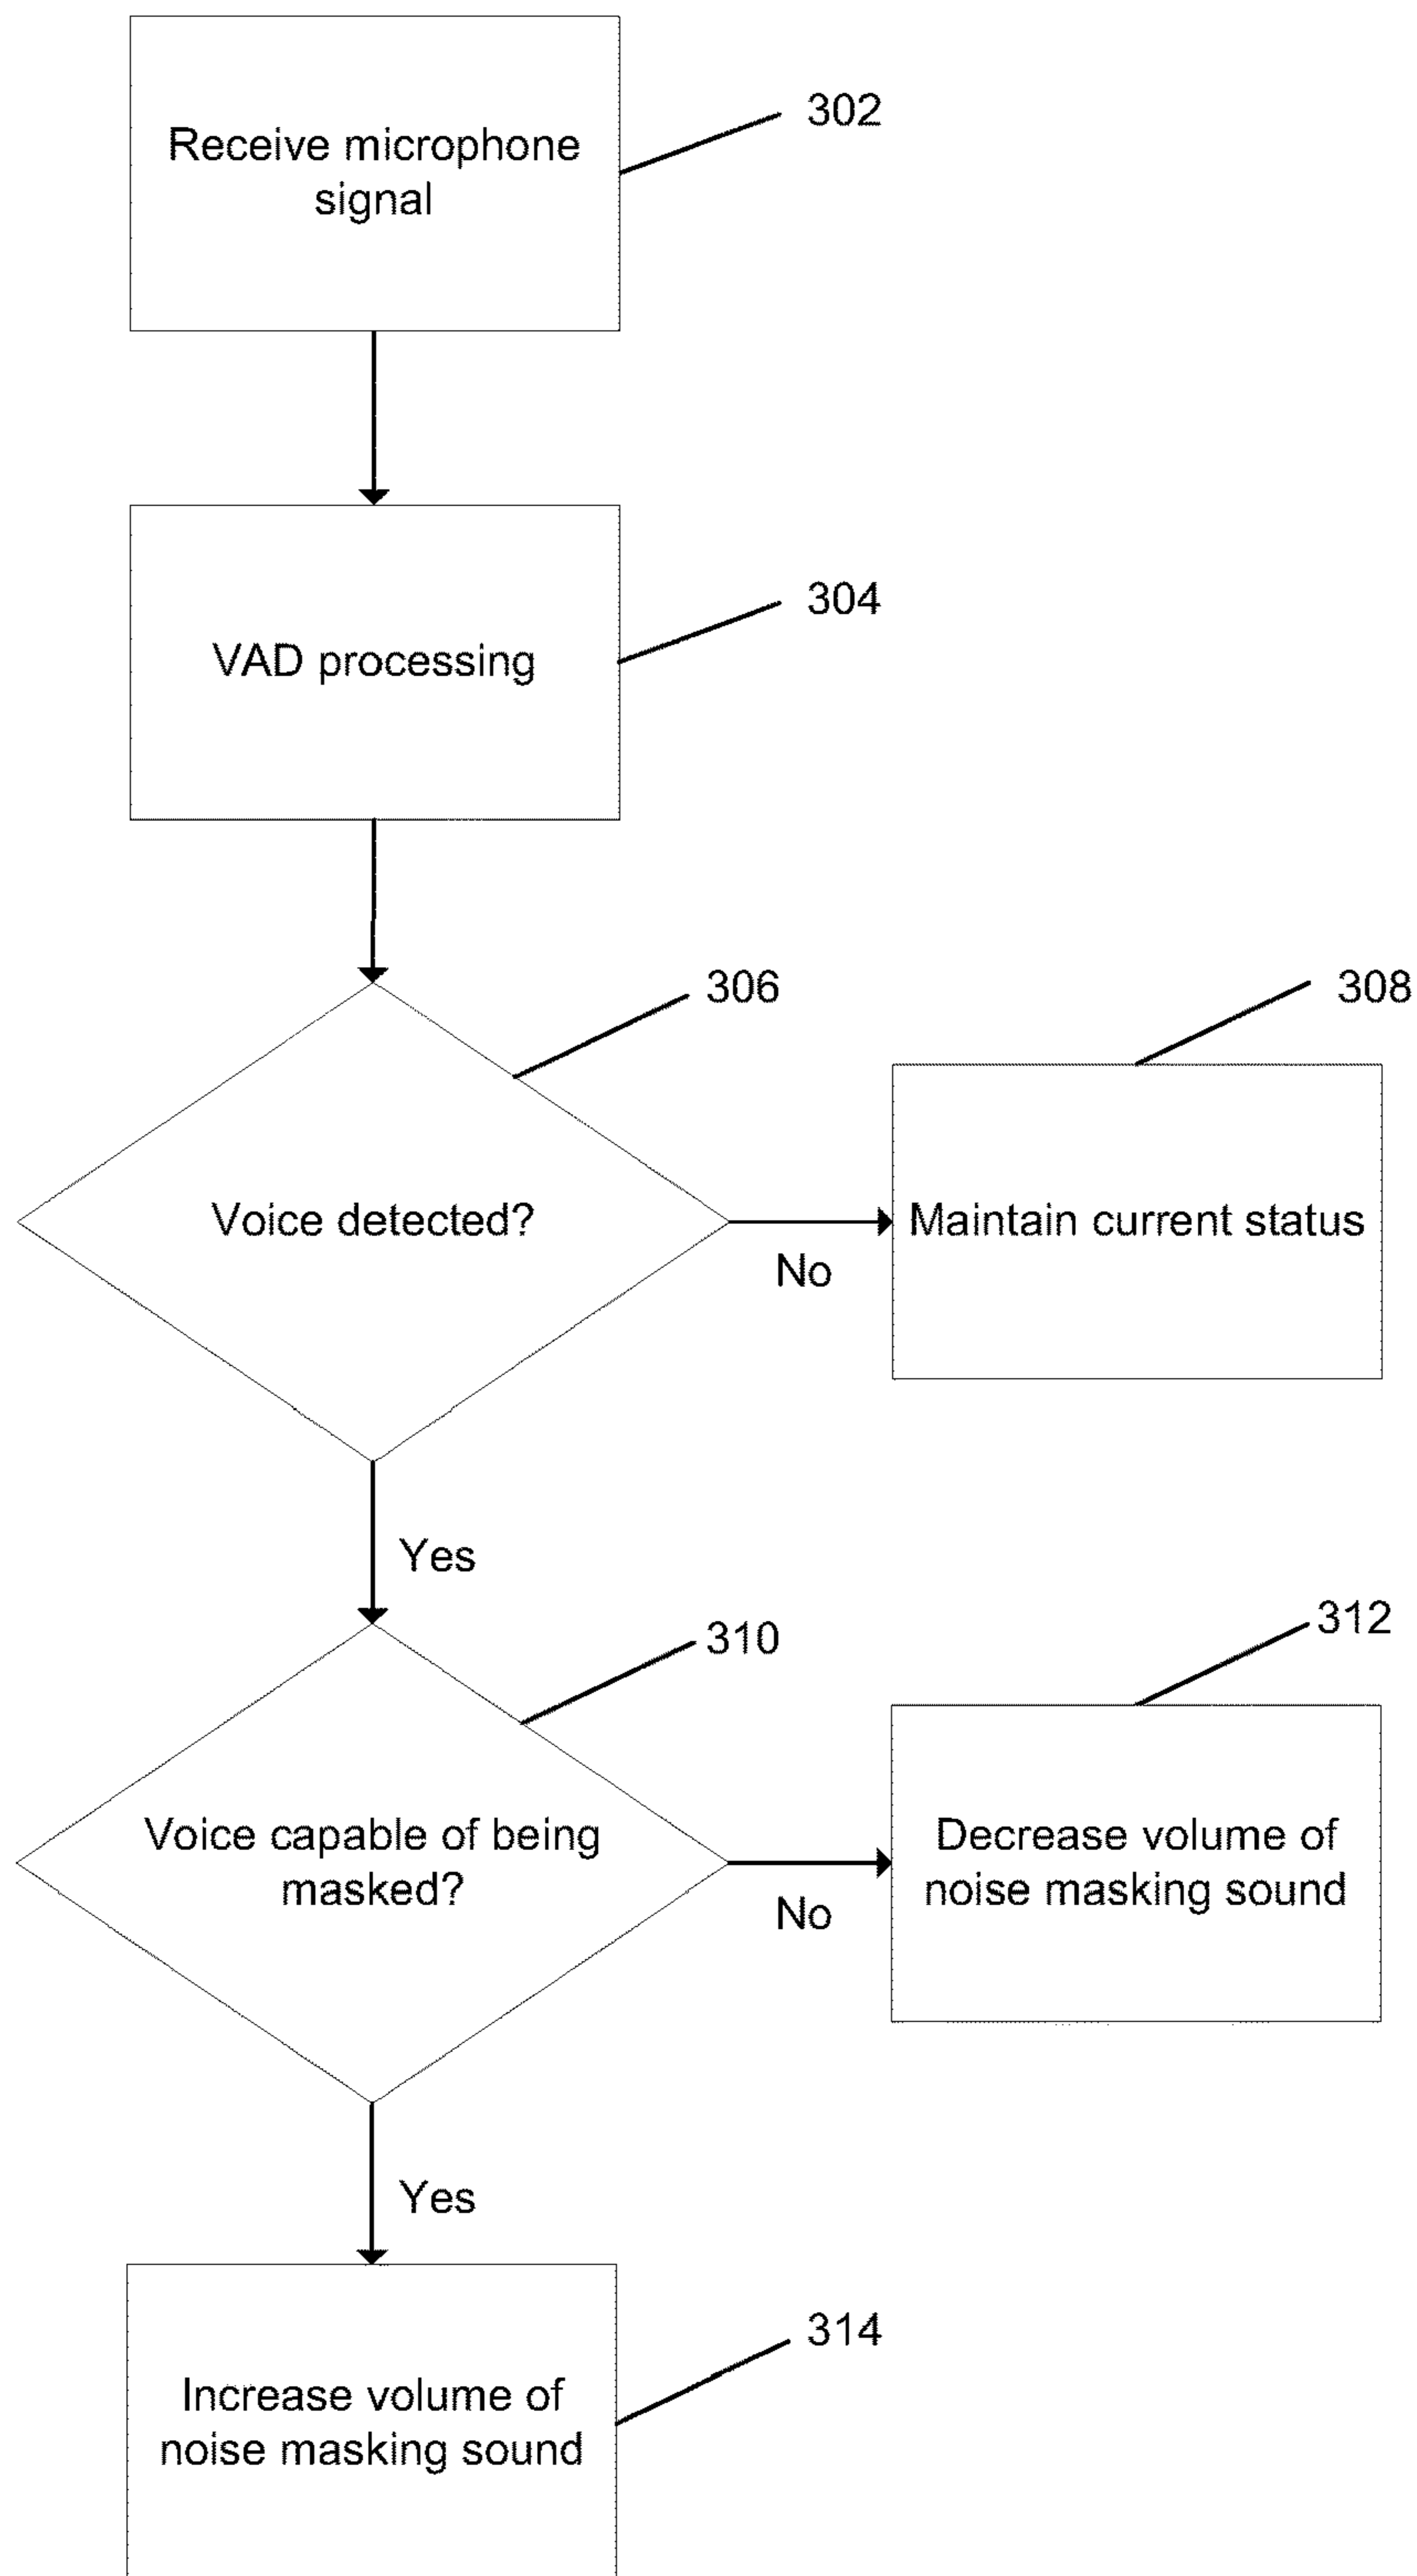 Receive microphone
signal
302
VAD processing
304
306
308
Voice detected?
Maintain current status
No
Yes
310
312
Voice capable of being
masked?
Decrease volume of
noise masking sound
No
Yes
314
Increase volume of
noise masking sound